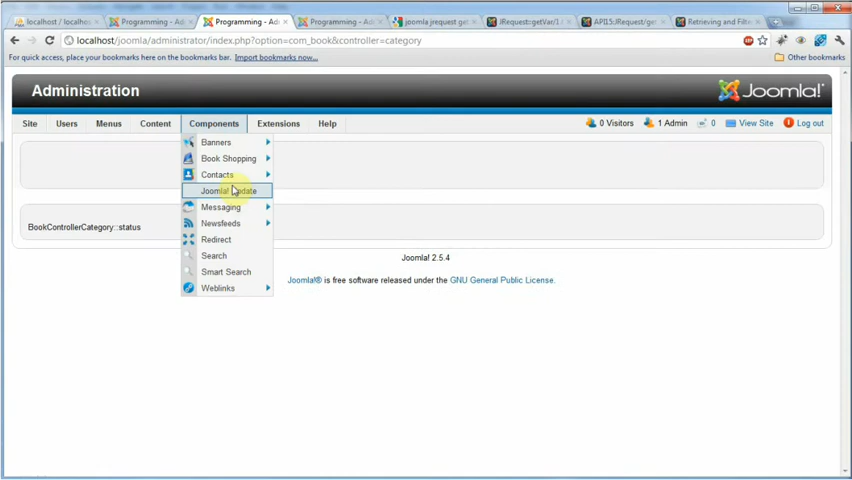 localhost / localhos
Programming - Ad
Programming - Ad
Programming - Ad
joomla jrequest get
JRequest::getVar/1.
API15:JRequest/get
Retrieving and Filte
localhost/joomla/administrator/index.php?option=com_book&controller=category
For quick access, place your bookmarks here on the bookmarks bar. Import bookmarks now... Other bookmarks
Administration
Joomla!
Site Users Menus Content Components Extensions Help 0 Visitors 1 Admin 0 View Site Log out
Banners
Book Shopping
Contacts
Joomla! Update
Messaging
Newsfeeds
Redirect
Search
Smart Search
Weblinks
BookControllerCategory::status
Joomla! 2.5.4
Joomla!® is free software released under the GNU General Public License.